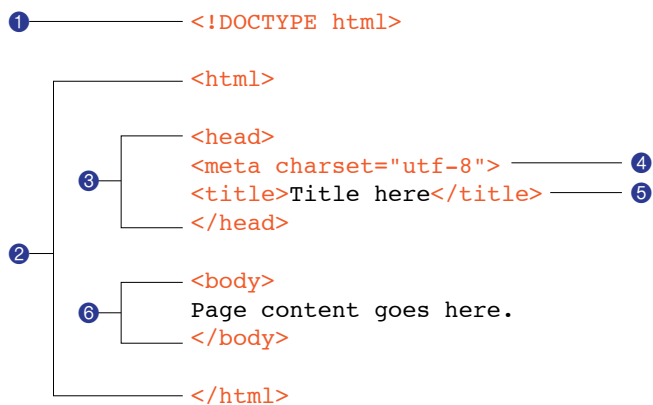 1 <!DOCTYPE html>
<html>
<head>
<meta charset="utf-8"> 4
3
<title>Title here</title> 5
</head>
2
<body>
6 Page content goes here.
</body>
</html>